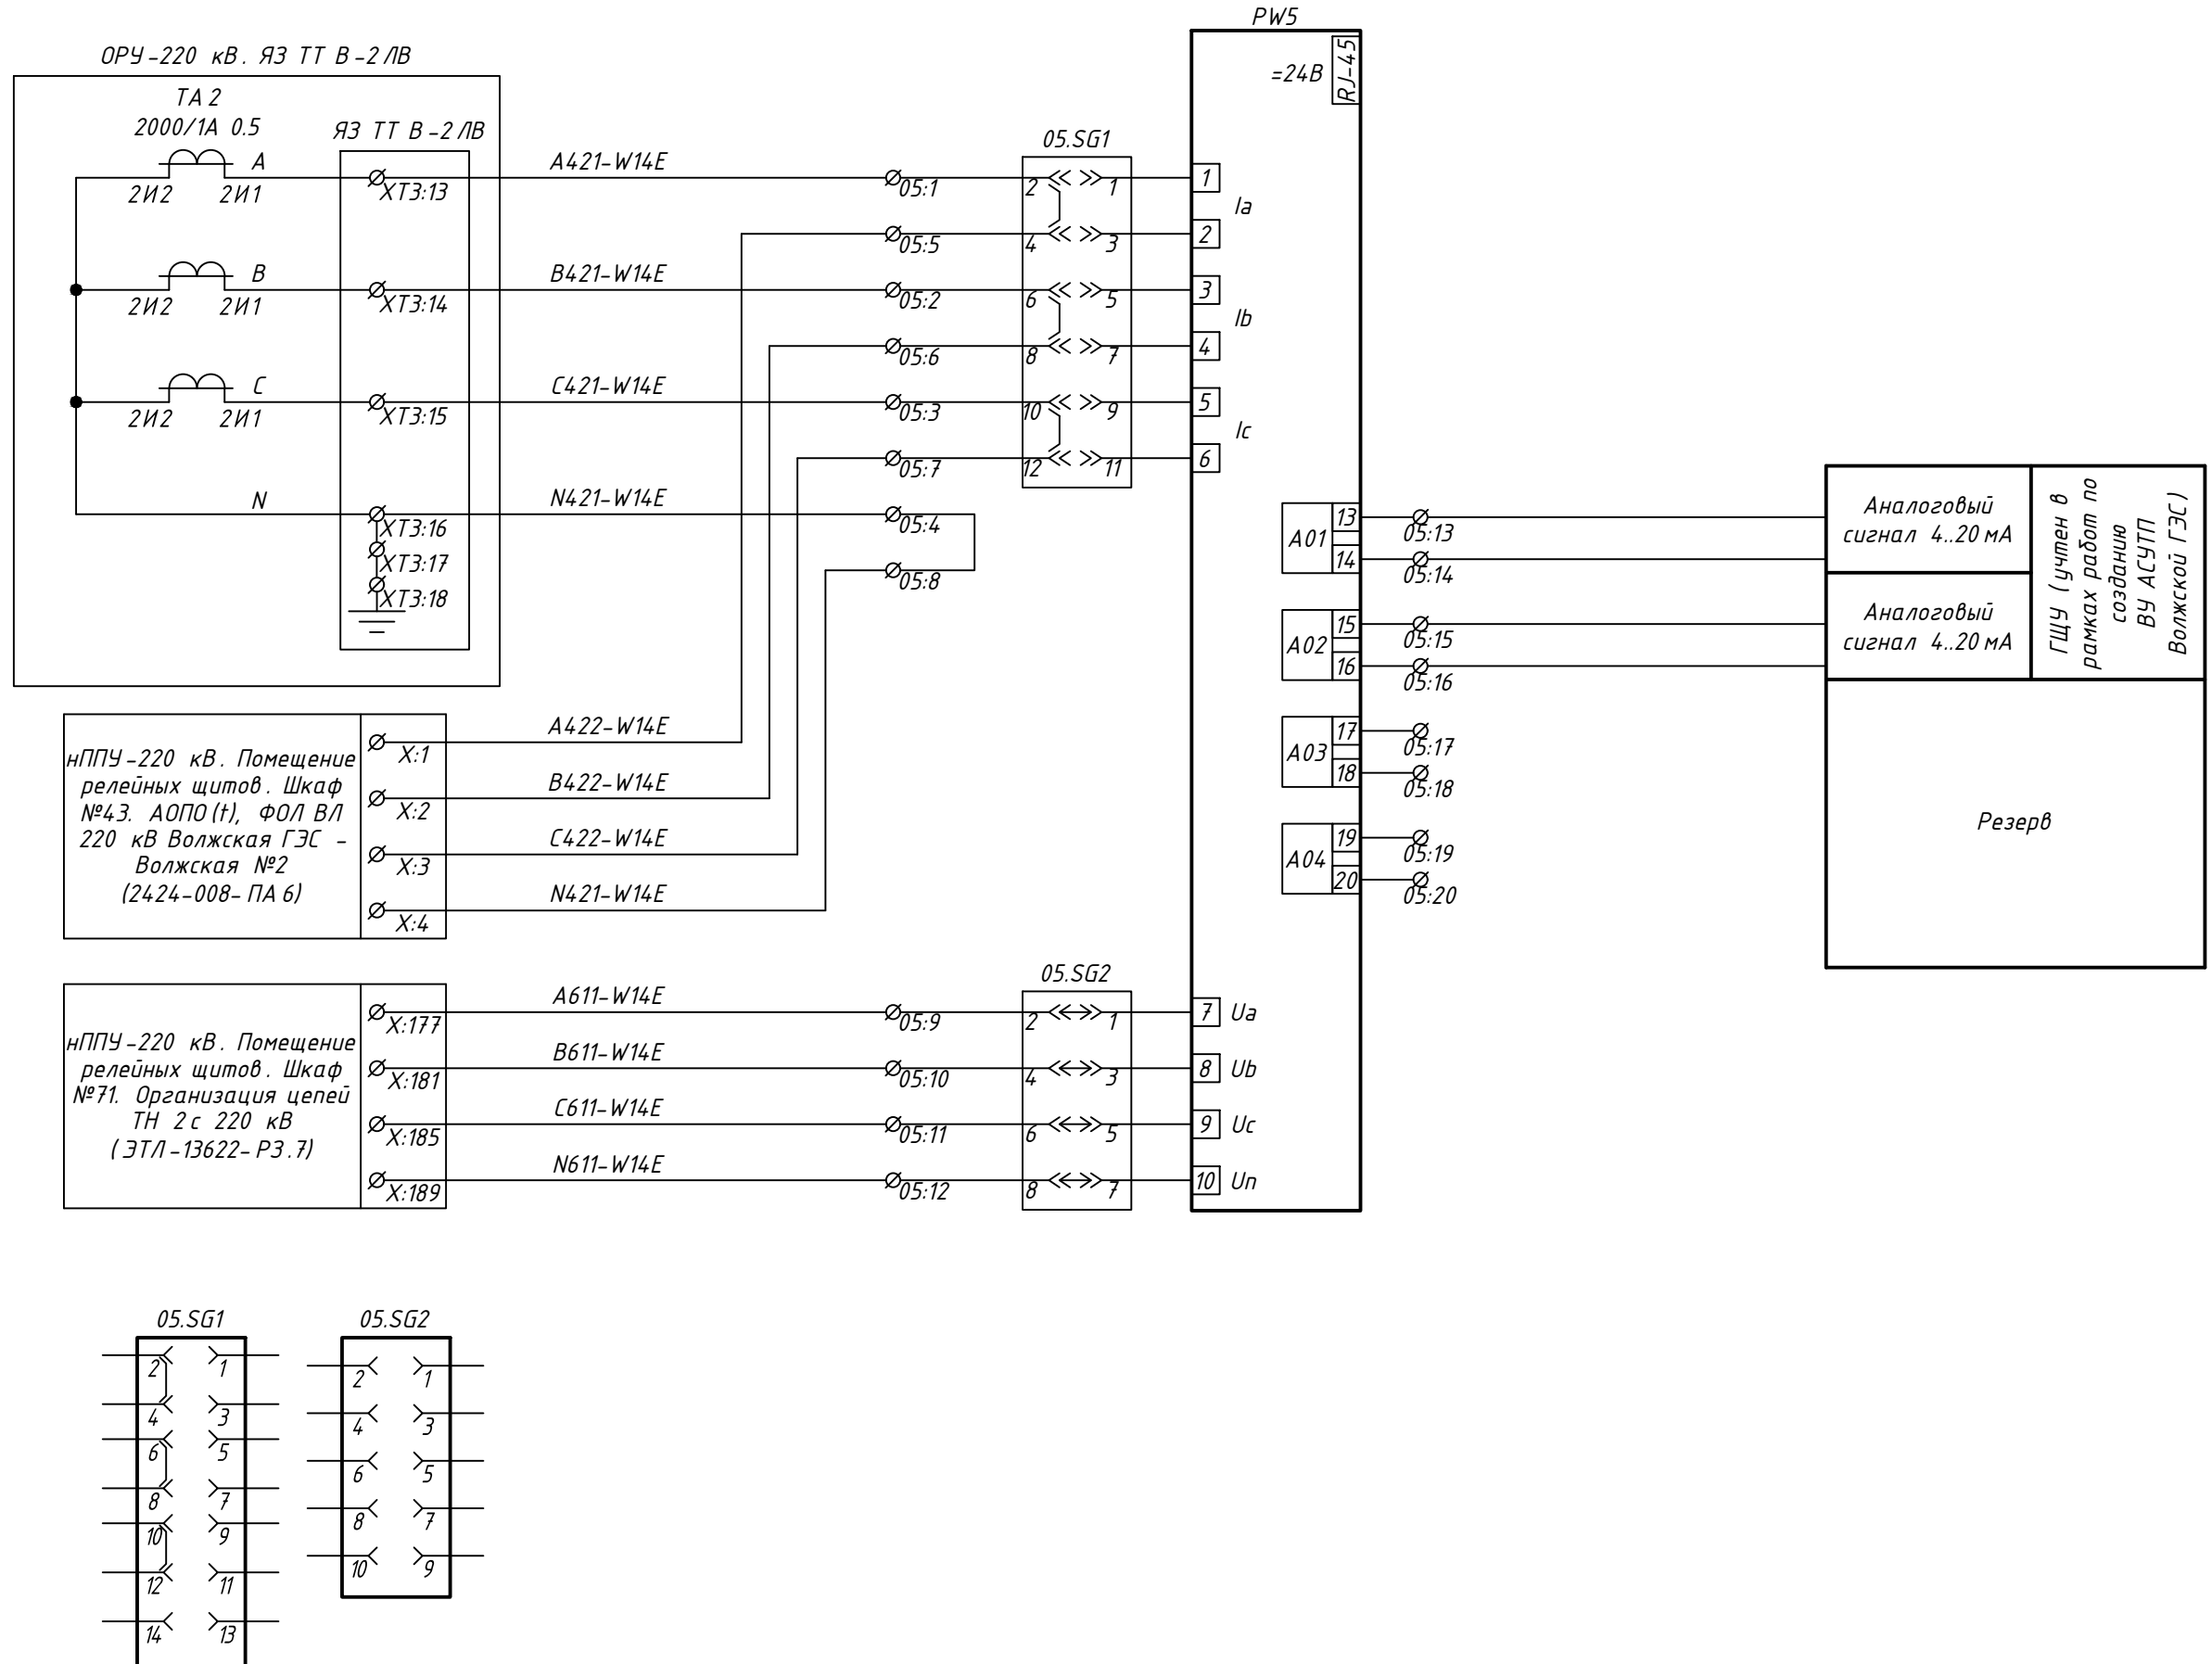 PW5
=24В
RJ-45
ОРУ-220 кВ. ЯЗ ТТ В-2ЛВ
ТА2
2000/1А 0.5
ЯЗ ТТ В-2ЛВ
A
2И2 2И1
XT3:13
A421-W14E
05:1
05.SG1
2 1
1
Ia
05:5
4 3
2
B
2И2 2И1
XT3:14
B421-W14E
05:2
6 5
3
Ib
05:6
8 7
4
C
2И2 2И1
XT3:15
C421-W14E
05:3
10 9
5
Ic
05:7
12 11
6
N
XT3:16
XT3:17
XT3:18
N421-W14E
05:4
05:8
A01
13
14
05:13
05:14
A02
15
16
05:15
05:16
A03
17
18
05:17
05:18
A04
19
20
05:19
05:20
Аналоговый
сигнал 4..20 мА
Аналоговый
сигнал 4..20 мА
ГЩУ (учтен в
рамках работ по
созданию
ВУ АСУТП
Волжской ГЭС)
Резерв
нППУ-220 кВ. Помещение
релейных щитов. Шкаф
№43. АОПО(t), ФОЛ ВЛ
220 кВ Волжская ГЭС -
Волжская №2
(2424-008-ПА6)
X:1
A422-W14E
X:2
B422-W14E
X:3
C422-W14E
X:4
N421-W14E
нППУ-220 кВ. Помещение
релейных щитов. Шкаф
№71. Организация цепей
ТН 2с 220 кВ
(ЭТЛ-13622-РЗ.7)
X:177
A611-W14E
05:9
05.SG2
2 1
7
Ua
X:181
B611-W14E
05:10
4 3
8
Ub
X:185
C611-W14E
05:11
6 5
9
Uc
X:189
N611-W14E
05:12
8 7
10
Un
05.SG1
2 1
4 3
6 5
8 7
10 9
12 11
14 13
05.SG2
2 1
4 3
6 5
8 7
10 9